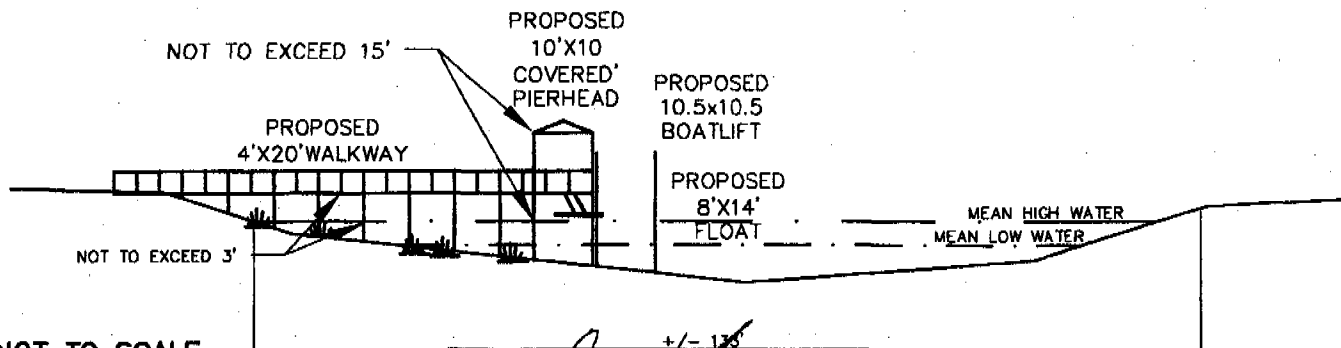 PROPOSED
10'X10
COVERED'
PIERHEAD
NOT TO EXCEED 15'
PROPOSED
10.5x10.5
BOATLIFT
PROPOSED
4'X20'WALKWAY
PROPOSED
8'X14'
FLOAT
MEAN HIGH WATER
MEAN LOW WATER
NOT TO EXCEED 3'
NOT TO SCALE
+/- 135'